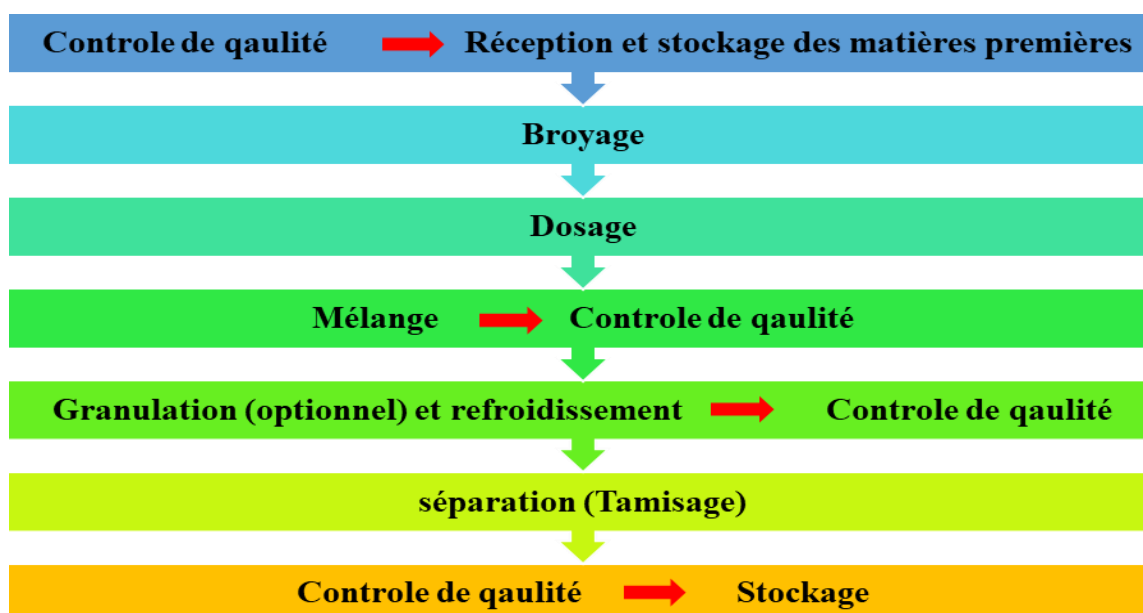 Controle de qaulité Réception et stockage des matières premières
Broyage
Dosage
Mélange Controle de qaulité
Granulation (optionnel) et refroidissement Controle de qaulité
séparation (Tamisage)
Controle de qaulité Stockage